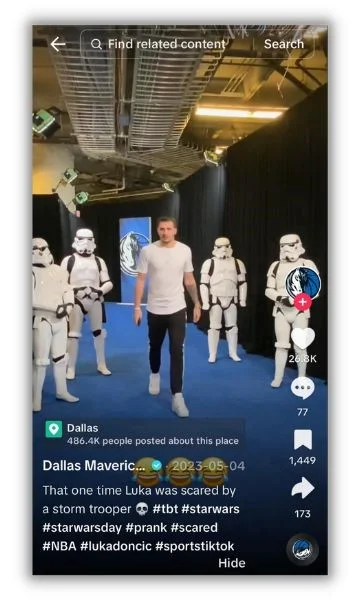 Find related content
Search
26.8K
77
1,449
173
Dallas
486.4K people posted about this place
Dallas Maveric... · 2023-05-04
That one time Luka was scared by
a storm trooper 💀 #tbt #starwars
#starwarsday #prank #scared
#NBA #lukadoncic #sportstiktok
Hide